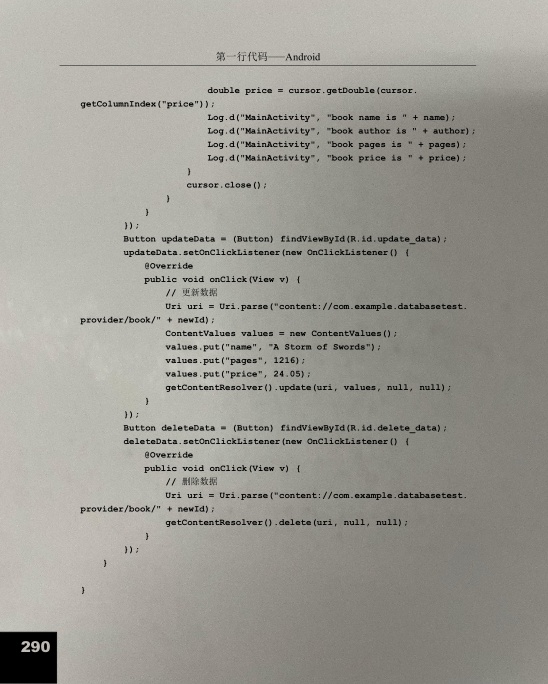 第一行代码——Android
double price = cursor.getDouble(cursor.
getColumnIndex("price"));
Log.d("MainActivity", "book name is " + name);
Log.d("MainActivity", "book author is " + author);
Log.d("MainActivity", "book pages is " + pages);
Log.d("MainActivity", "book price is " + price);
}
cursor.close();
}
}
});
Button updateData = (Button) findViewById(R.id.update_data);
updateData.setOnClickListener(new OnClickListener() {
@Override
public void onClick(View v) {
// 更新数据
Uri uri = Uri.parse("content://com.example.databasetest.
provider/book/" + newId);
ContentValues values = new ContentValues();
values.put("name", "A Storm of Swords");
values.put("pages", 1216);
values.put("price", 24.05);
getContentResolver().update(uri, values, null, null);
}
});
Button deleteData = (Button) findViewById(R.id.delete_data);
deleteData.setOnClickListener(new OnClickListener() {
@Override
public void onClick(View v) {
// 删除数据
Uri uri = Uri.parse("content://com.example.databasetest.
provider/book/" + newId);
getContentResolver().delete(uri, null, null);
}
});
}
}
290